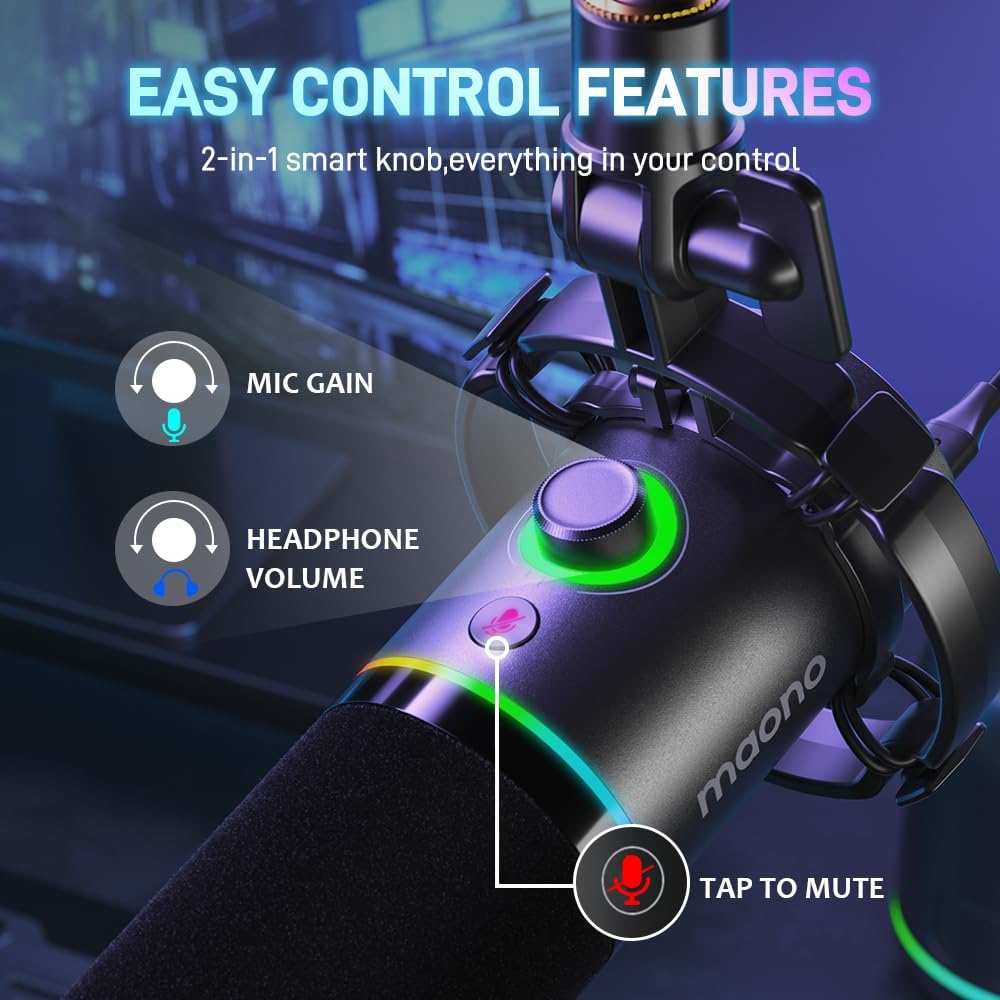 EASY CONTROL FEATURES
2-in-1 smart knob,everything in your control
MIC GAIN
HEADPHONE
VOLUME
maono
TAP TO MUTE